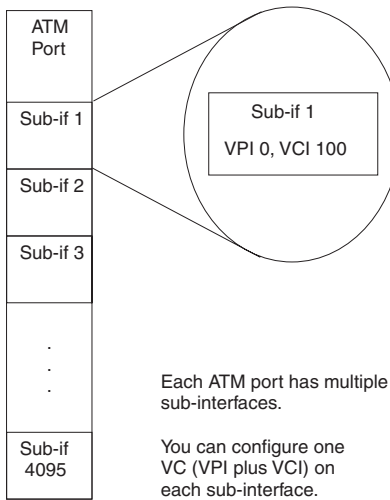 ATM
Port
Sub-if 1
Sub-if 2
Sub-if 3
.
.
.
Sub-if
4095
Sub-if 1
VPI 0, VCI 100
Each ATM port has multiple
sub-interfaces.
You can configure one
VC (VPI plus VCI) on
each sub-interface.